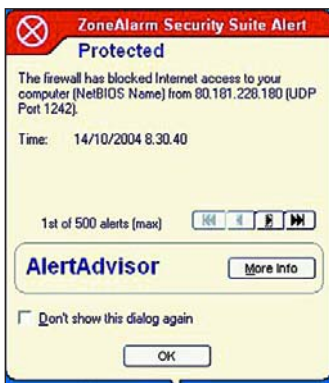 ZoneAlarm Security Suite Alert
Protected
The firewall has blocked Internet access to your
computer (NetBIOS Name) from 80.181.228.180 (UDP
Port 1242).
Time: 14/10/2004 8.30.40
1st of 500 alerts (max)
AlertAdvisor
More Info
Don't show this dialog again
OK